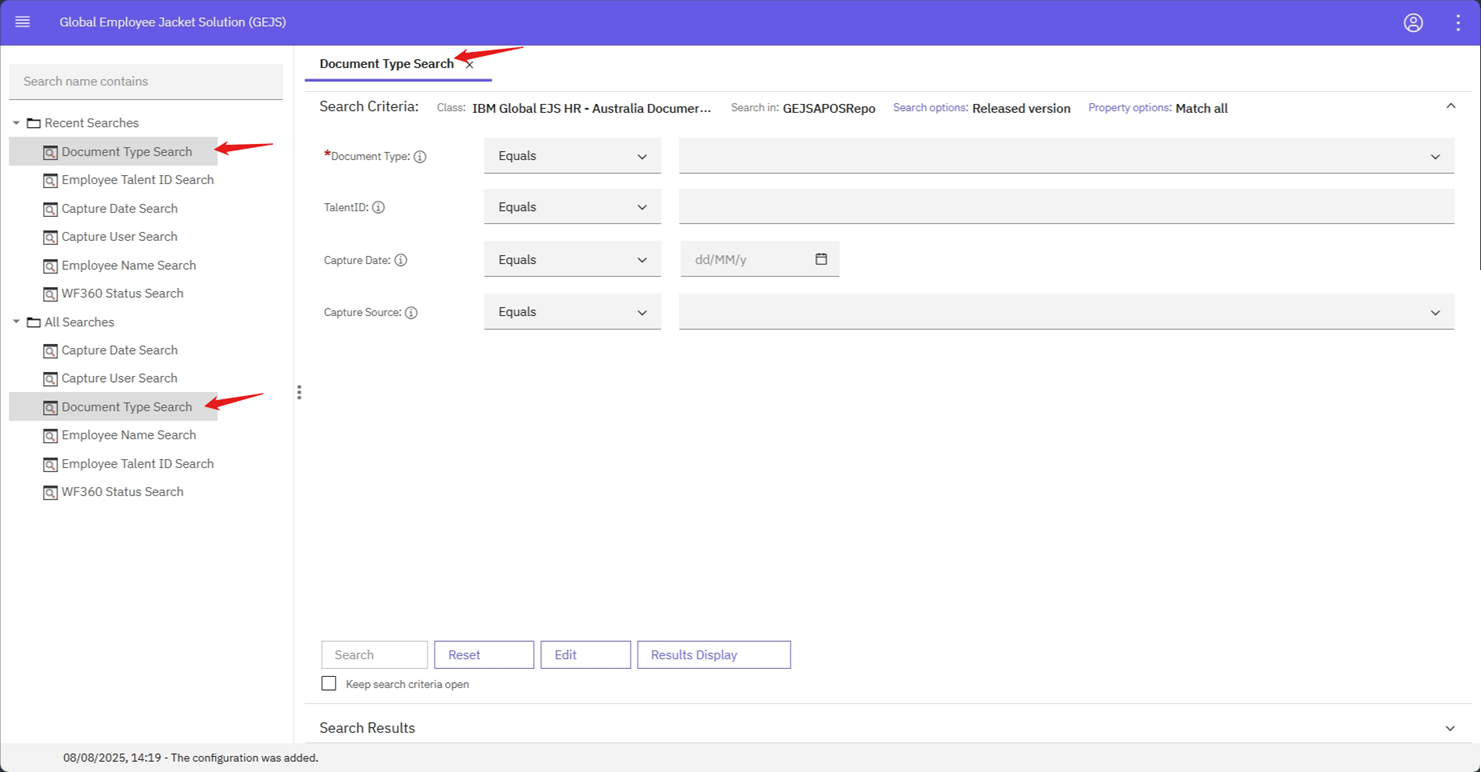 Global Employee Jacket Solution (GEJS)
Search name contains
Recent Searches
Document Type Search
Employee Talent ID Search
Capture Date Search
Capture User Search
Employee Name Search
WF360 Status Search
All Searches
Capture Date Search
Capture User Search
Document Type Search
Employee Name Search
Employee Talent ID Search
WF360 Status Search
Document Type Search
Search Criteria: Class: IBM Global EJS HR - Australia Documer... Search in: GEJSAPOSRepo Search options: Released version Property options: Match all
*Document Type: Equals
TalentID: Equals
Capture Date: Equals dd/MM/y
Capture Source: Equals
Search Reset Edit Results Display
Keep search criteria open
Search Results
08/08/2025, 14:19 - The configuration was added.